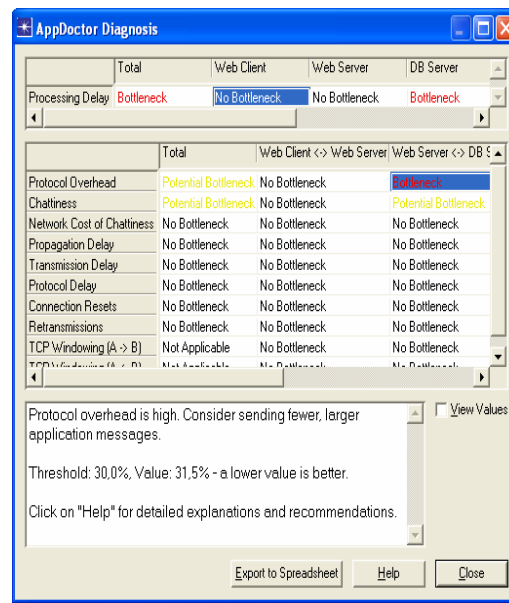 AppDoctor Diagnosis
Total Web Client Web Server DB Server
Processing Delay Bottleneck No Bottleneck No Bottleneck Bottleneck
Total Web Client <-> Web Server Web Server <-> DB S
Protocol Overhead Potential Bottleneck No Bottleneck Bottleneck
Chattiness Potential Bottleneck No Bottleneck Potential Bottleneck
Network Cost of Chattiness No Bottleneck No Bottleneck No Bottleneck
Propagation Delay No Bottleneck No Bottleneck No Bottleneck
Transmission Delay No Bottleneck No Bottleneck No Bottleneck
Protocol Delay No Bottleneck No Bottleneck No Bottleneck
Connection Resets No Bottleneck No Bottleneck No Bottleneck
Retransmissions No Bottleneck No Bottleneck No Bottleneck
TCP Windowing (A -> B) Not Applicable No Bottleneck No Bottleneck
Protocol overhead is high. Consider sending fewer, larger
application messages.
Threshold: 30,0%, Value: 31,5% - a lower value is better.
Click on "Help" for detailed explanations and recommendations.
View Values
Export to Spreadsheet Help Close